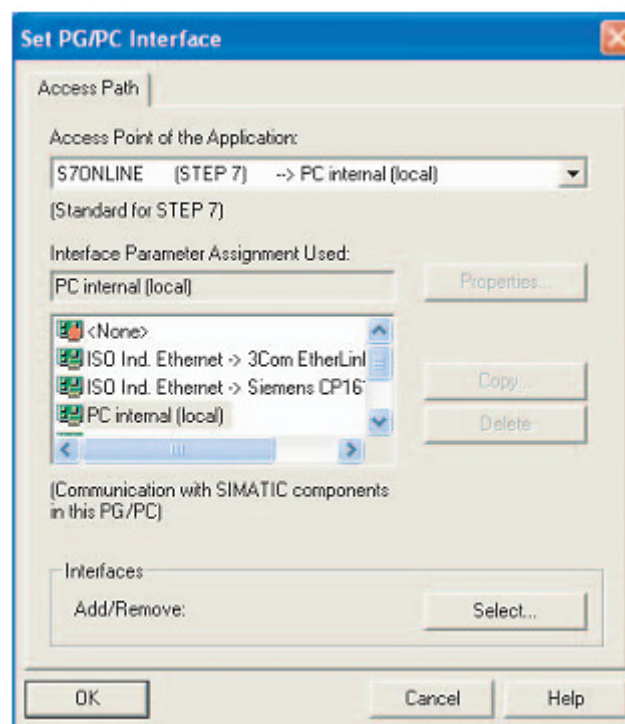 Set PG/PC Interface
Access Path
Access Point of the Application:
S7ONLINE (STEP 7) --> PC internal (local)
(Standard for STEP 7)
Interface Parameter Assignment Used:
PC internal (local)
Properties...
<None>
ISO Ind. Ethernet -> 3Com EtherLinl
ISO Ind. Ethernet -> Siemens CP16
PC internal (local)
Copy...
Delete
(Communication with SIMATIC components
in this PG/PC)
Interfaces
Add/Remove:
Select...
OK
Cancel
Help